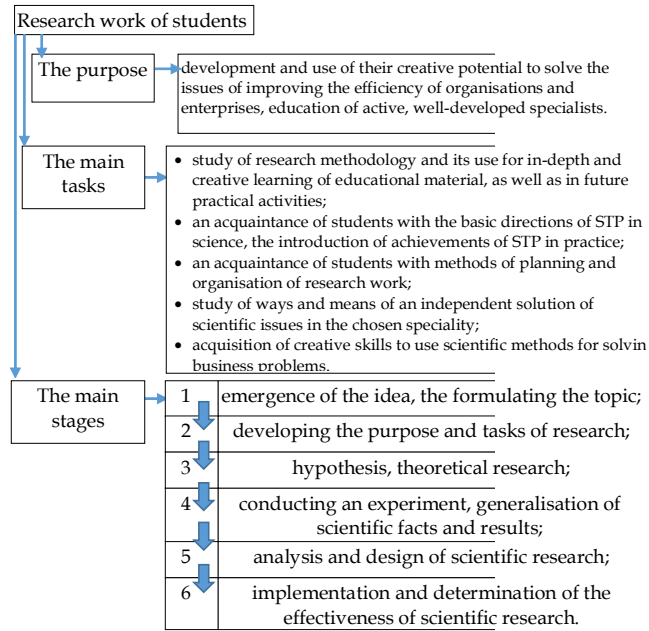 Research work of students
The purpose
development and use of their creative potential to solve the
issues of improving the efficiency of organisations and
enterprises, education of active, well-developed specialists.
The main
tasks
• study of research methodology and its use for in-depth and
creative learning of educational material, as well as in future
practical activities;
• an acquaintance of students with the basic directions of STP in
science, the introduction of achievements of STP in practice;
• an acquaintance of students with methods of planning and
organisation of research work;
• study of ways and means of an independent solution of
scientific issues in the chosen speciality;
• acquisition of creative skills to use scientific methods for solvin
business problems.
The main
stages
1 emergence of the idea, the formulating the topic;
2 developing the purpose and tasks of research;
3 hypothesis, theoretical research;
4 conducting an experiment, generalisation of
scientific facts and results;
5 analysis and design of scientific research;
6 implementation and determination of the
effectiveness of scientific research.